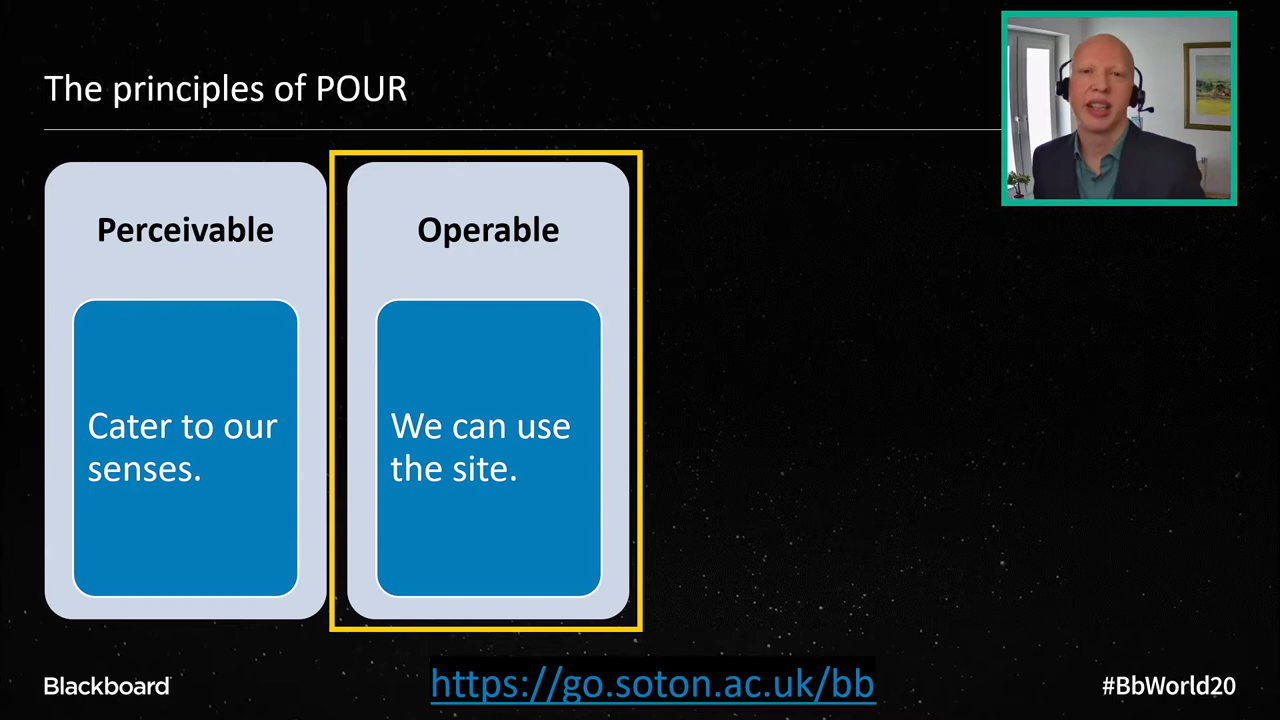 The principles of POUR
Perceivable
Cater to our
senses.
Operable
We can use
the site.
Blackboard
https://go.soton.ac.uk/bb
#BbWorld20